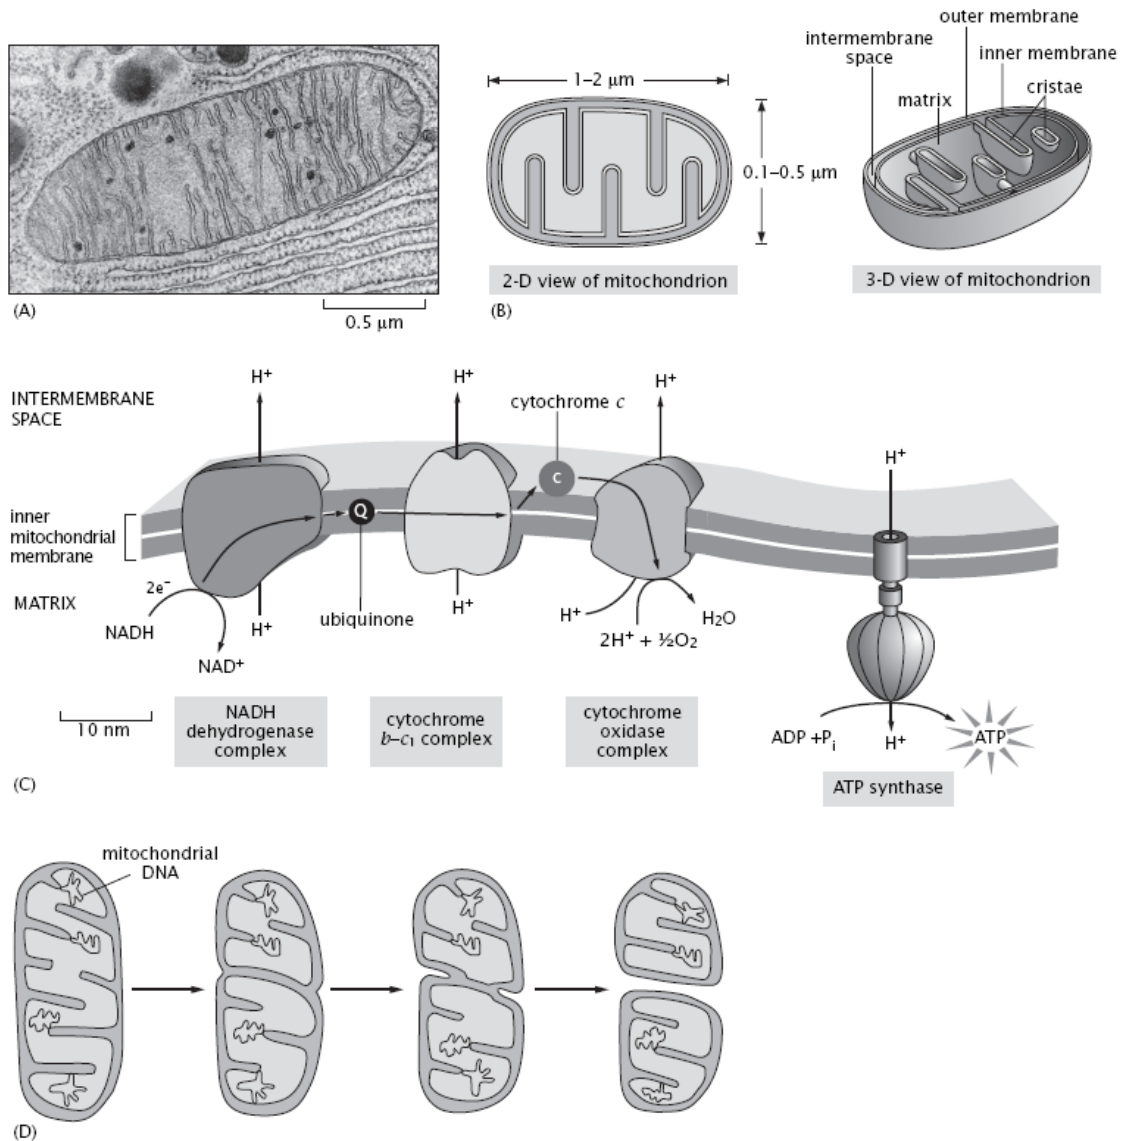 outer membrane
intermembrane
space
inner membrane
cristae
matrix
1–2 μm
0.1–0.5 μm
2-D view of mitochondrion
3-D view of mitochondrion
(A)
0.5 μm
(B)
INTERMEMBRANE
SPACE
H+
H+
H+
cytochrome c
c
H+
inner
mitochondrial
membrane
Q
MATRIX
2e−
NADH
NAD+
H+
ubiquinone
H+
H+
2H+ + ½O2
H2O
ADP +Pi
H+
ATP
10 nm
NADH
dehydrogenase
complex
cytochrome
b–c1 complex
cytochrome
oxidase
complex
ATP synthase
(C)
mitochondrial
DNA
(D)